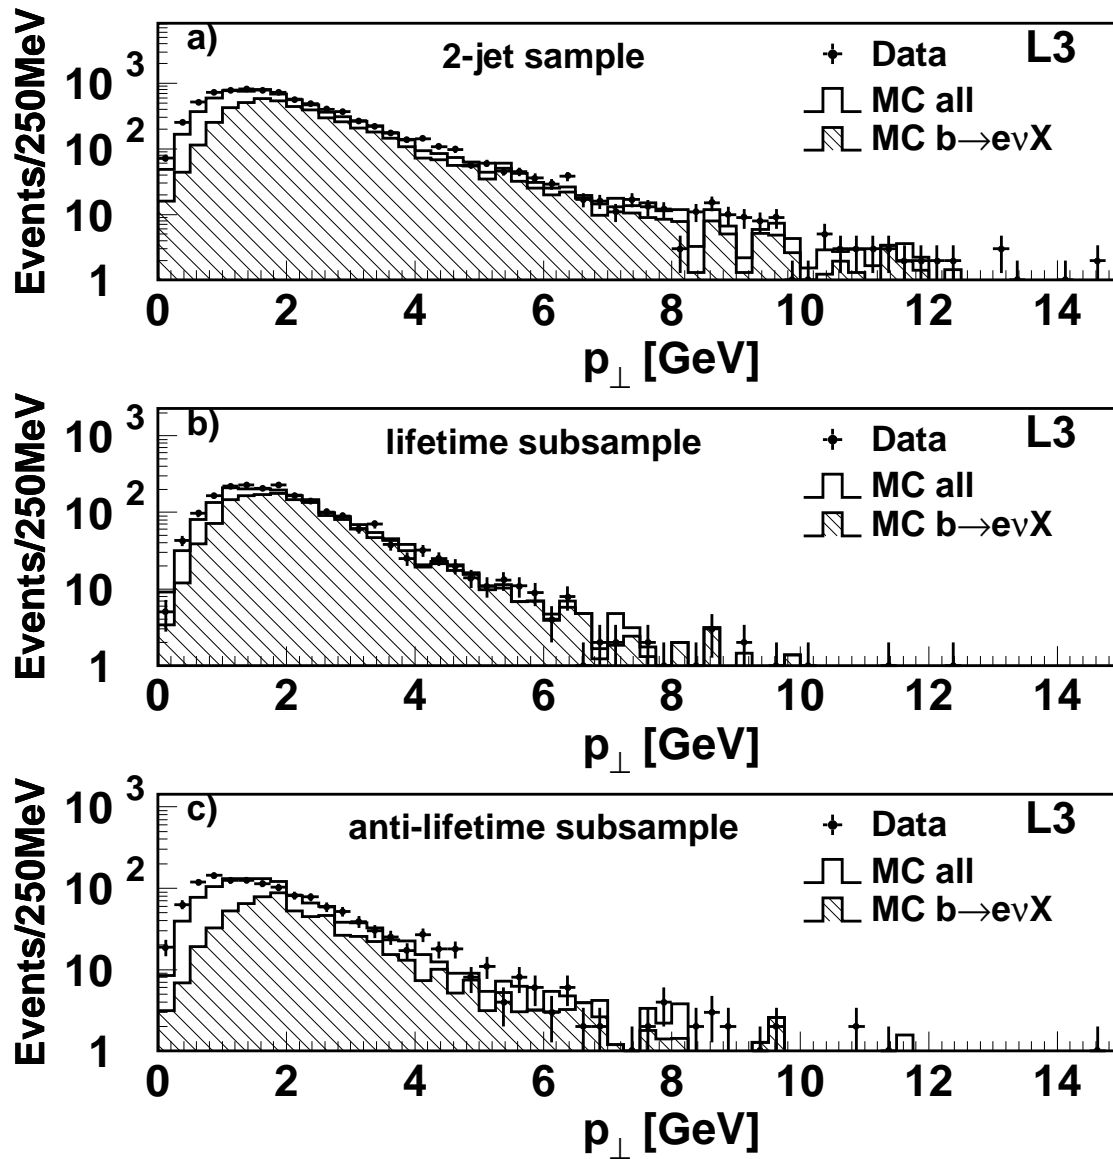 a)
2-jet sample
L3
Data
MC all
MC b→eνX
Events/250MeV
10 3
10 2
10
1
0 2 4 6 8 10 12 14
p⊥ [GeV]
b)
lifetime subsample
L3
Data
MC all
MC b→eνX
Events/250MeV
10 3
10 2
10
1
0 2 4 6 8 10 12 14
p⊥ [GeV]
c)
anti-lifetime subsample
L3
Data
MC all
MC b→eνX
Events/250MeV
10 3
10 2
10
1
0 2 4 6 8 10 12 14
p⊥ [GeV]